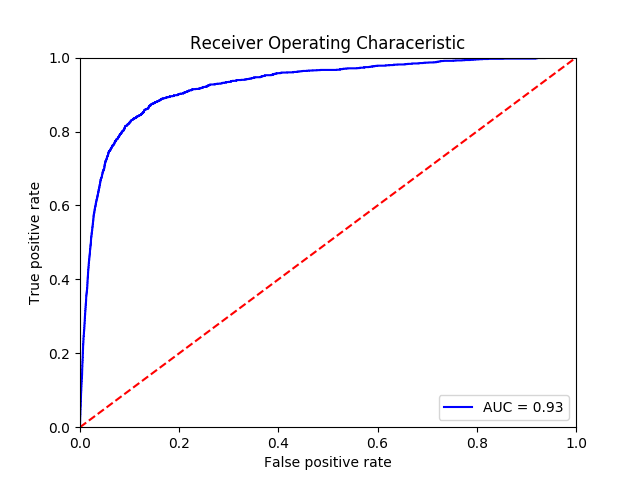 Receiver Operating Characeristic
1.0
0.8
0.6
0.4
0.2
0.0
True positive rate
AUC = 0.93
0.0 0.2 0.4 0.6 0.8 1.0
False positive rate